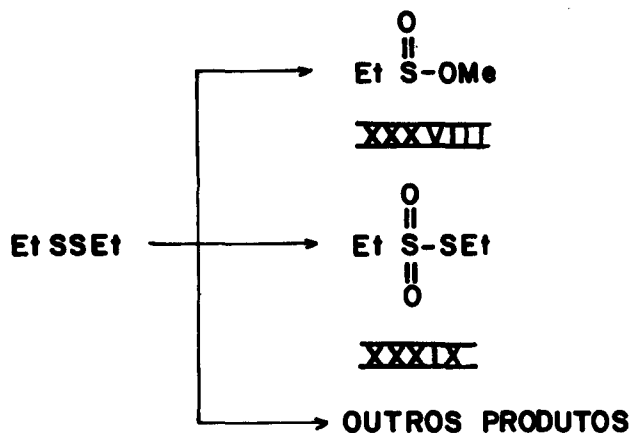 O
Et S-OMe
XXXVIII
O
EtSSEt
Et S-SEt
O
XXXIX
OUTROS PRODUTOS